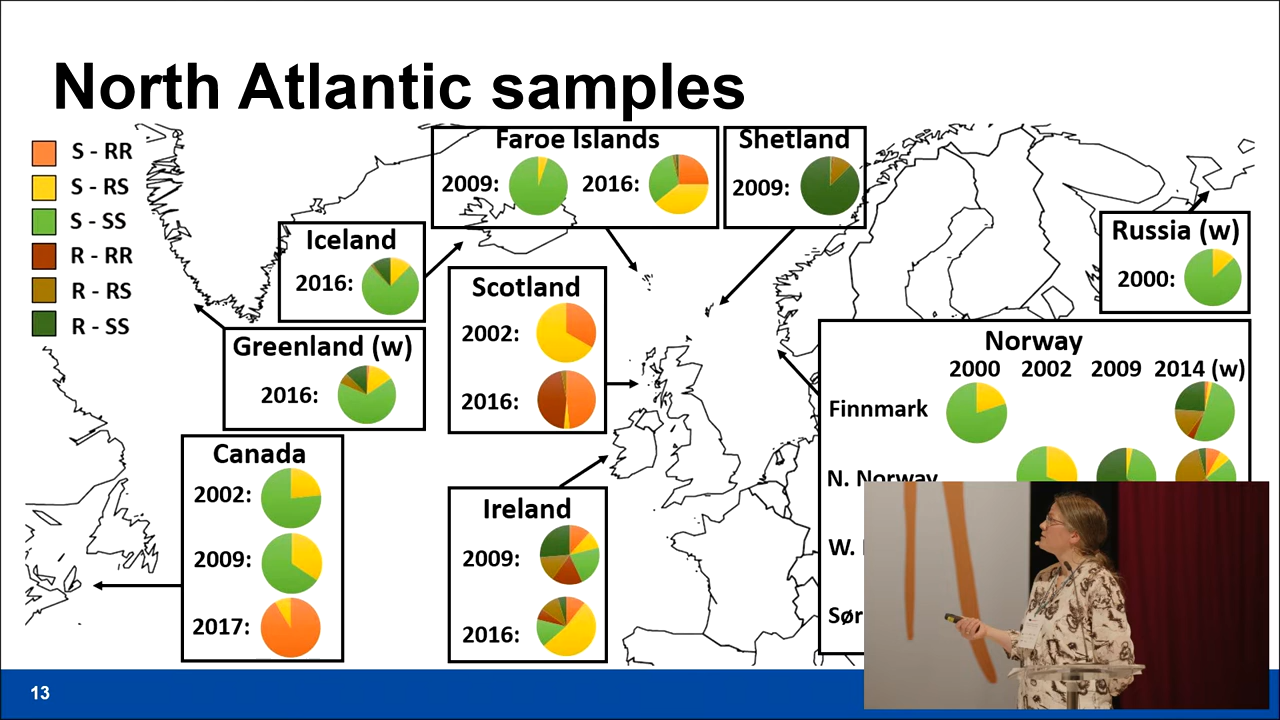 North Atlantic samples
S - RR
S - RS
S - SS
R - RR
R - RS
R - SS
Faroe Islands
2009: 2016:
Shetland
2009:
Iceland
2016:
Russia (w)
2000:
Scotland
2002:
2016:
Greenland (w)
2016:
Norway
2000 2002 2009 2014 (w)
Finnmark
N. Norway
W.
Sør
Canada
2002:
2009:
2017:
Ireland
2009:
2016:
13